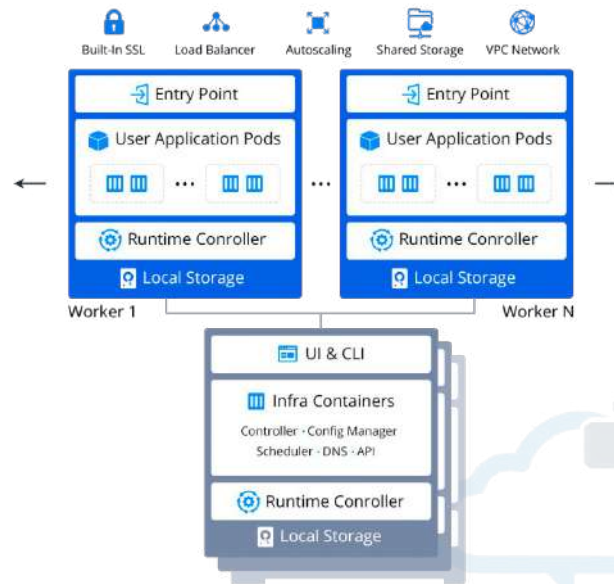 Built-In SSL
Load Balancer
Autoscaling
Shared Storage
VPC Network
Entry Point
User Application Pods
...
Runtime Conroller
Local Storage
Worker 1
...
Entry Point
User Application Pods
...
Runtime Conroller
Local Storage
Worker N
UI & CLI
Infra Containers
Controller · Config Manager
Scheduler · DNS · API
Runtime Conroller
Local Storage